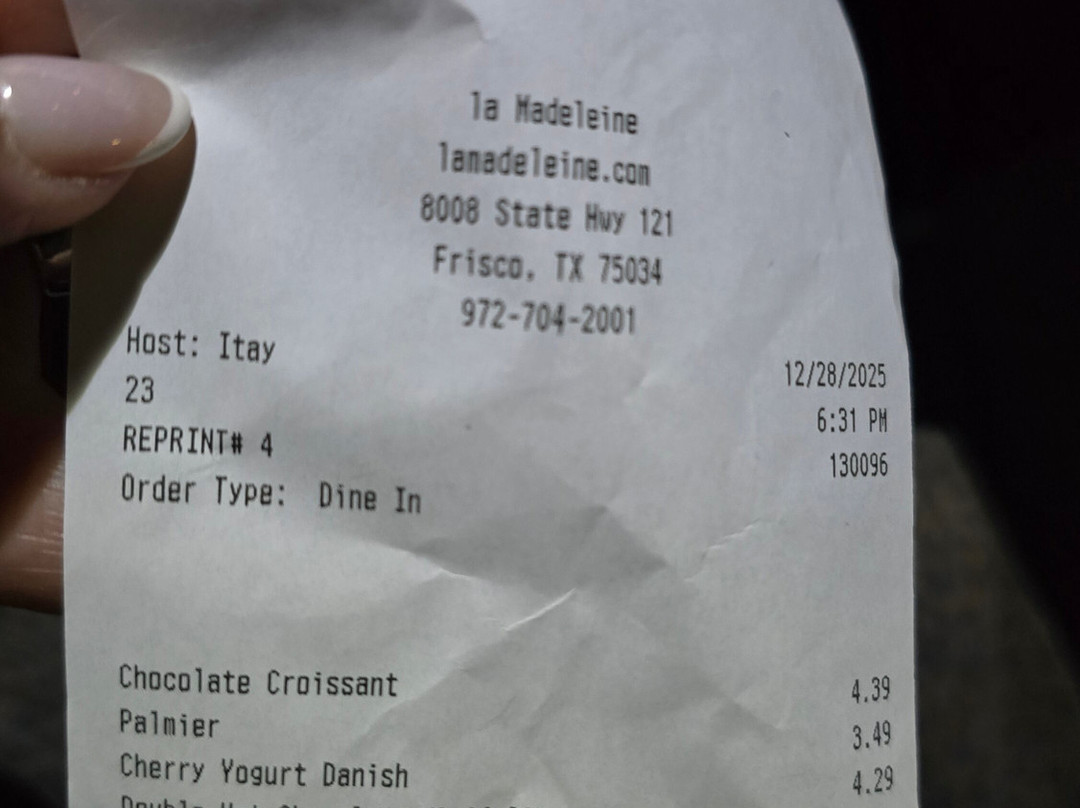 la Madeleine
lamadeleine.com
8008 State Hwy 121
Frisco, TX 75034
972-704-2001
Host: Itay 12/28/2025
23 6:31 PM
REPRINT# 4 130096
Order Type: Dine In
Chocolate Croissant 4.39
Palmier 3.49
Cherry Yogurt Danish 4.29